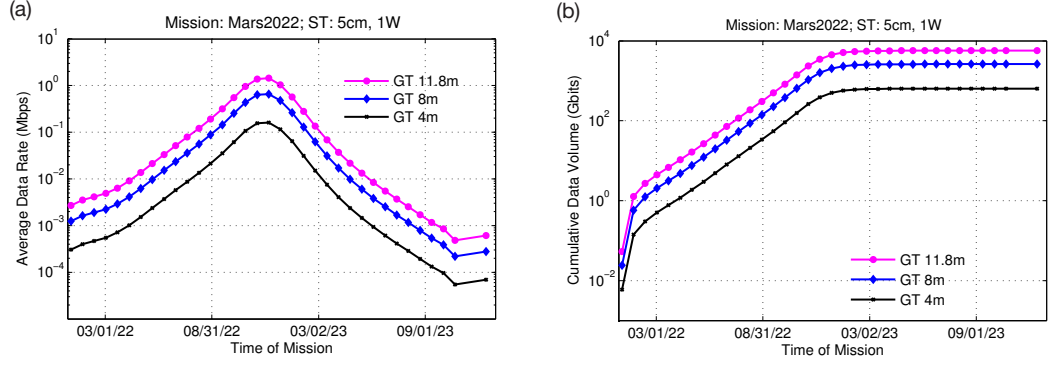 (a)
Mission: Mars2022; ST: 5cm, 1W
Average Data Rate (Mbps)
10^1
10^0
10^−1
10^−2
10^−3
10^−4
GT 11.8m
GT 8m
GT 4m
03/01/22 08/31/22 03/02/23 09/01/23
Time of Mission
(b)
Mission: Mars2022; ST: 5cm, 1W
Cumulative Data Volume (Gbits)
10^4
10^2
10^0
10^−2
GT 11.8m
GT 8m
GT 4m
03/01/22 08/31/22 03/02/23 09/01/23
Time of Mission